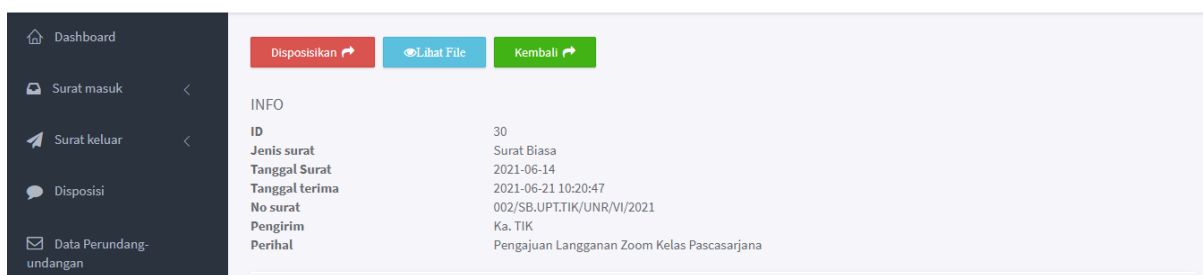 Dashboard
Surat masuk
Surat keluar
Disposisi
Data Perundang-
undangan
Disposisikan
Lihat File
Kembali
INFO
ID 30
Jenis surat Surat Biasa
Tanggal Surat 2021-06-14
Tanggal terima 2021-06-21 10:20:47
No surat 002/SB.UPT.TIK/UNR/VI/2021
Pengirim Ka. TIK
Perihal Pengajuan Langganan Zoom Kelas Pascasarjana